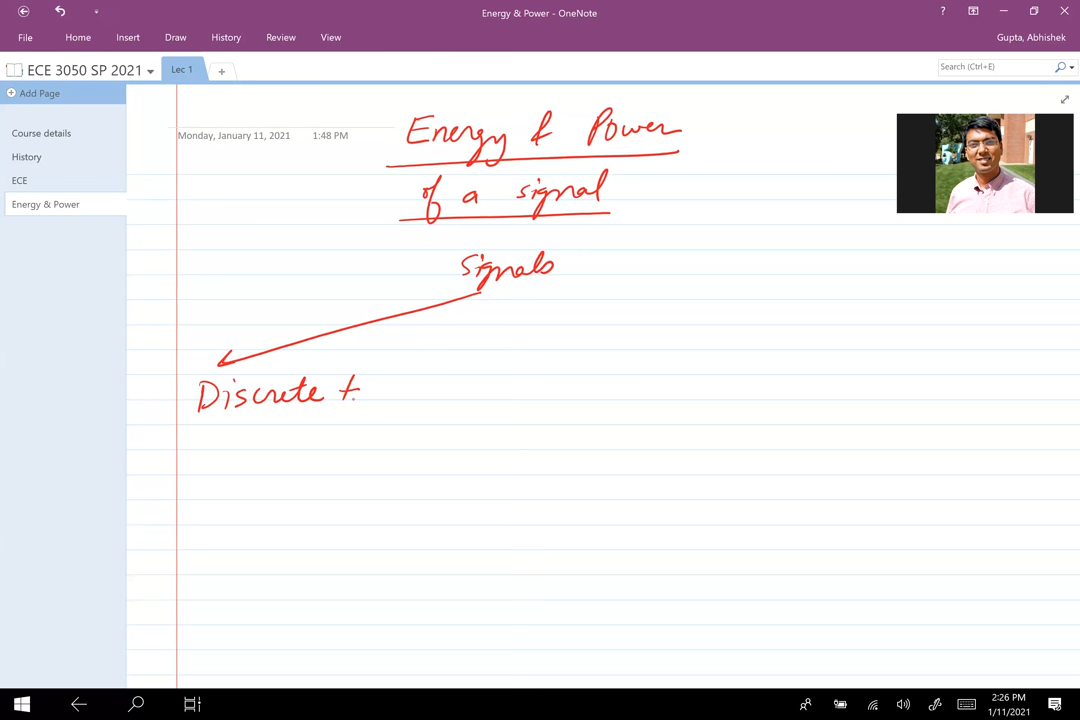 Energy & Power - OneNote
?
File Home Insert Draw History Review View
Gupta, Abhishek
ECE 3050 SP 2021
Lec 1
+
Search (Ctrl+E)
Add Page
Course details
History
ECE
Energy & Power
Monday, January 11, 2021 1:48 PM
Energy & Power
of a signal
Signals
Discrete t
2:26 PM
1/11/2021